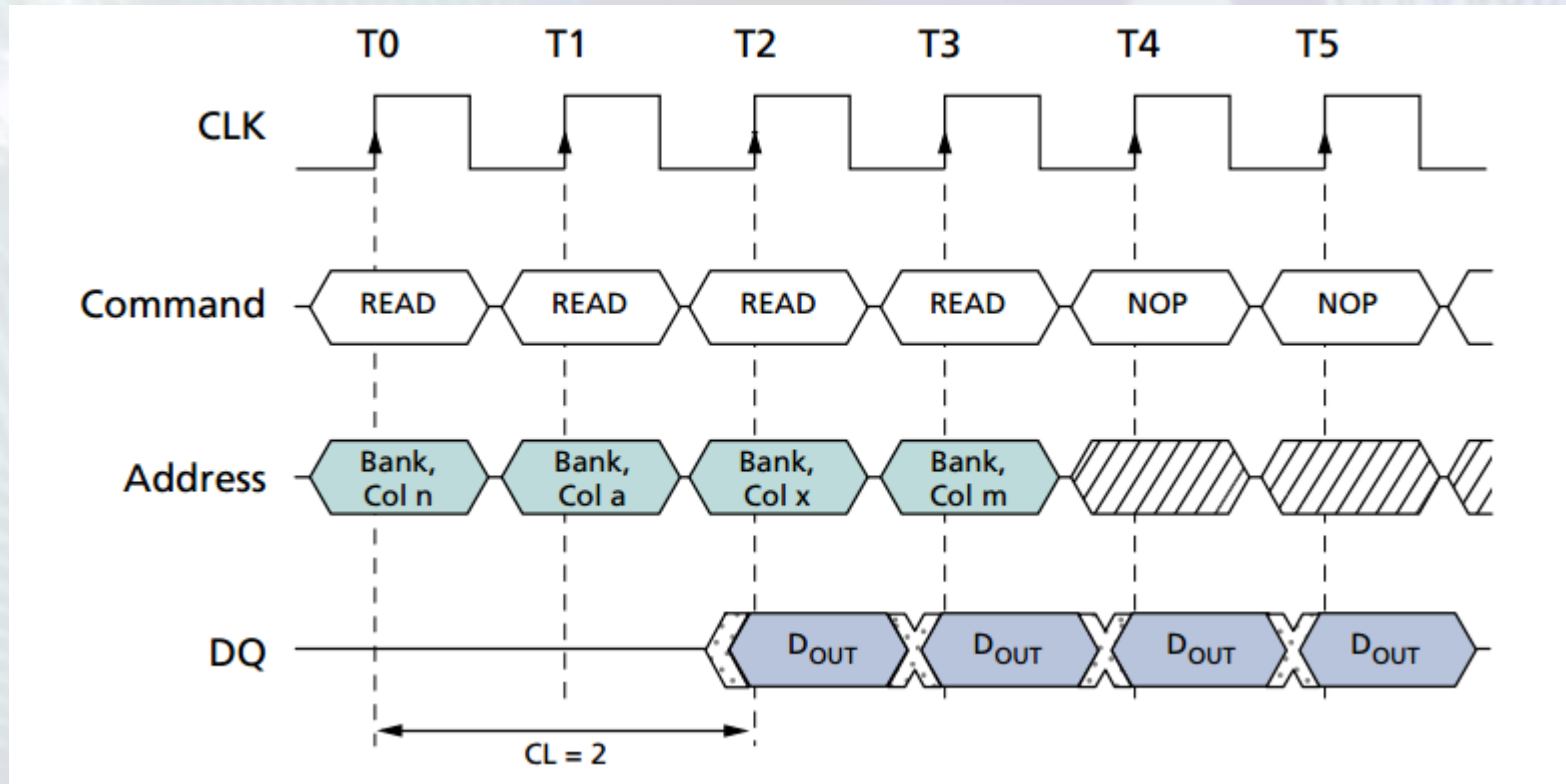 T0 T1 T2 T3 T4 T5
CLK
Command READ READ READ READ NOP NOP
Address
Bank, Col n
Bank, Col a
Bank, Col x
Bank, Col m
DQ DOUT DOUT DOUT DOUT
CL = 2